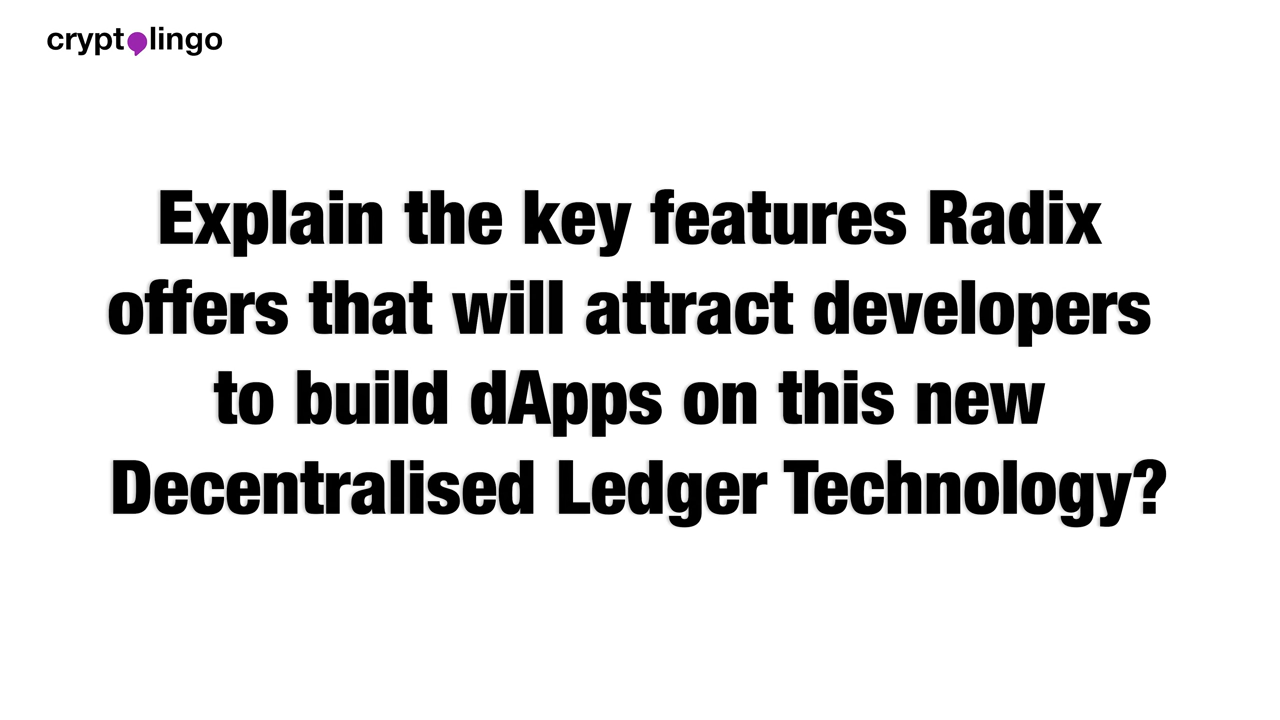 cryptolingo
Explain the key features Radix
offers that will attract developers
to build dApps on this new
Decentralised Ledger Technology?